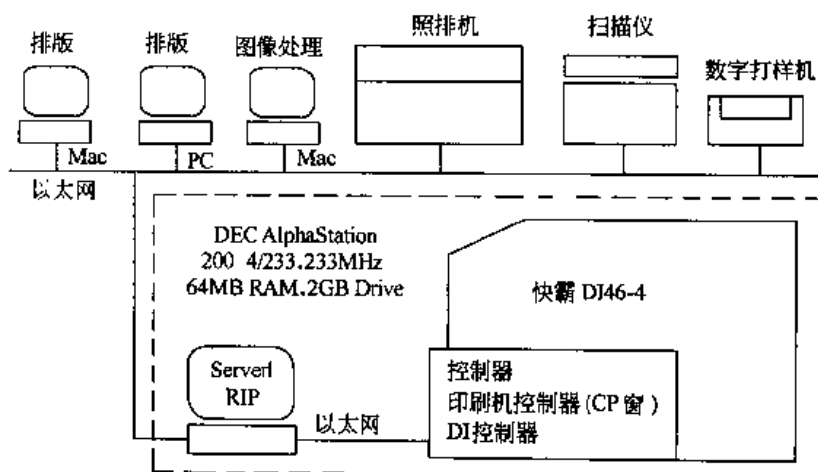 排版
排版
图像处理
照排机
扫描仪
数字打样机
Mac
PC
Mac
以太网
DEC AlphaStation
200 4/233.233MHz
64MB RAM.2GB Drive
快霸 DI46-4
Serverl
RIP
以太网
控制器
印刷机控制器(CP 窗)
DI控制器